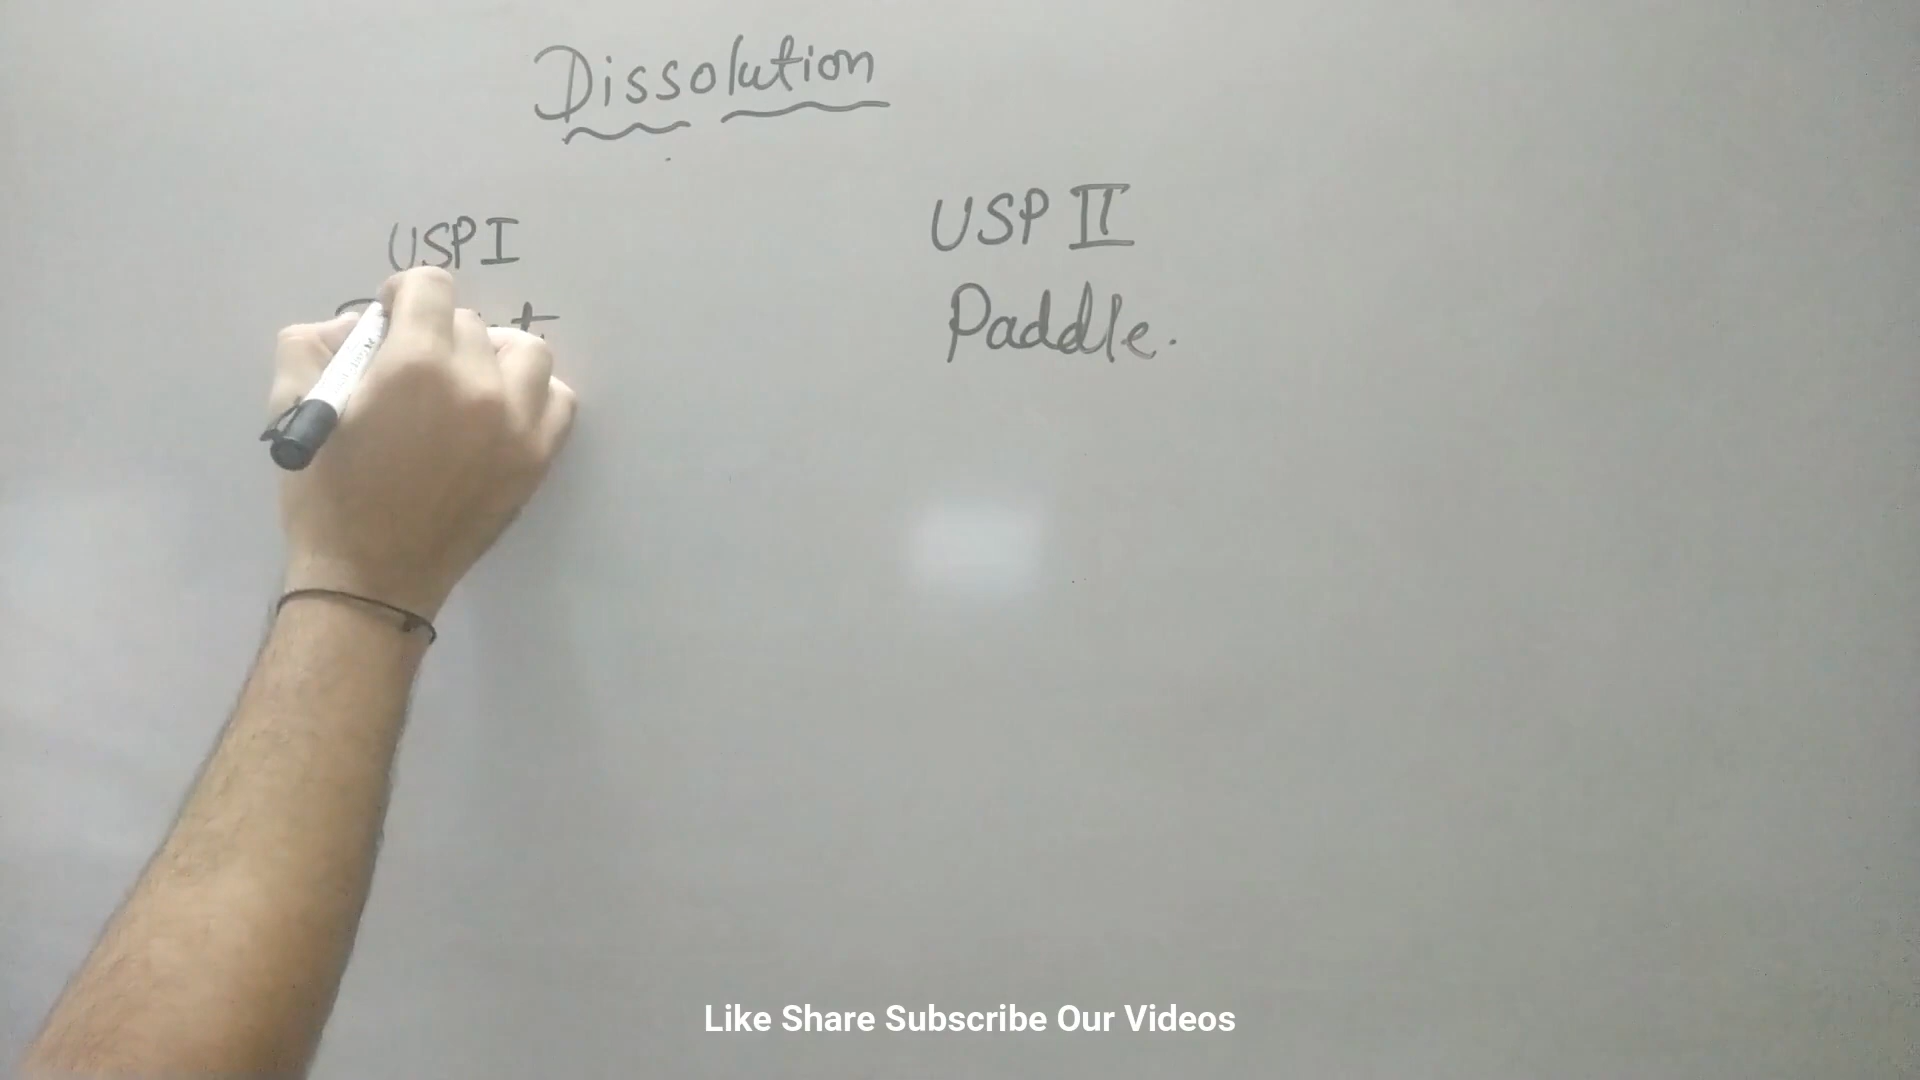 Dissolution
USP I
USP II
Paddle.
Like Share Subscribe Our Videos